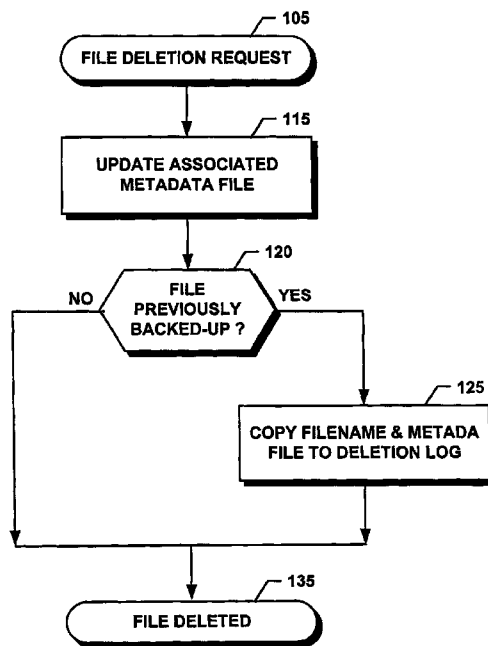 105
FILE DELETION REQUEST
115
UPDATE ASSOCIATED
METADATA FILE
120
NO
FILE
PREVIOUSLY
BACKED-UP ?
YES
125
COPY FILENAME & METADA
FILE TO DELETION LOG
135
FILE DELETED